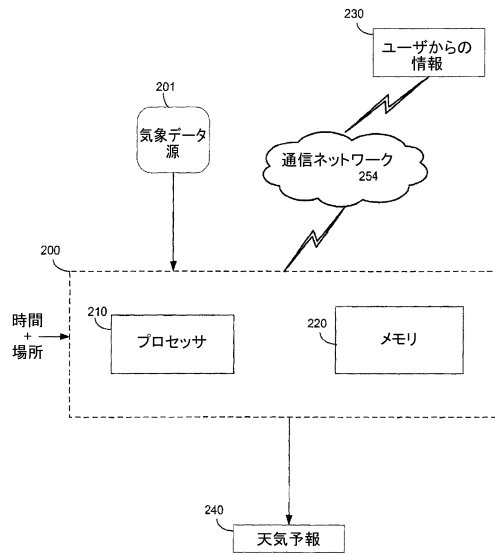 230
ユーザからの
情報
201
気象データ
源
通信ネットワーク
254
200
時間
+
場所
210
プロセッサ
220
メモリ
240
天気予報